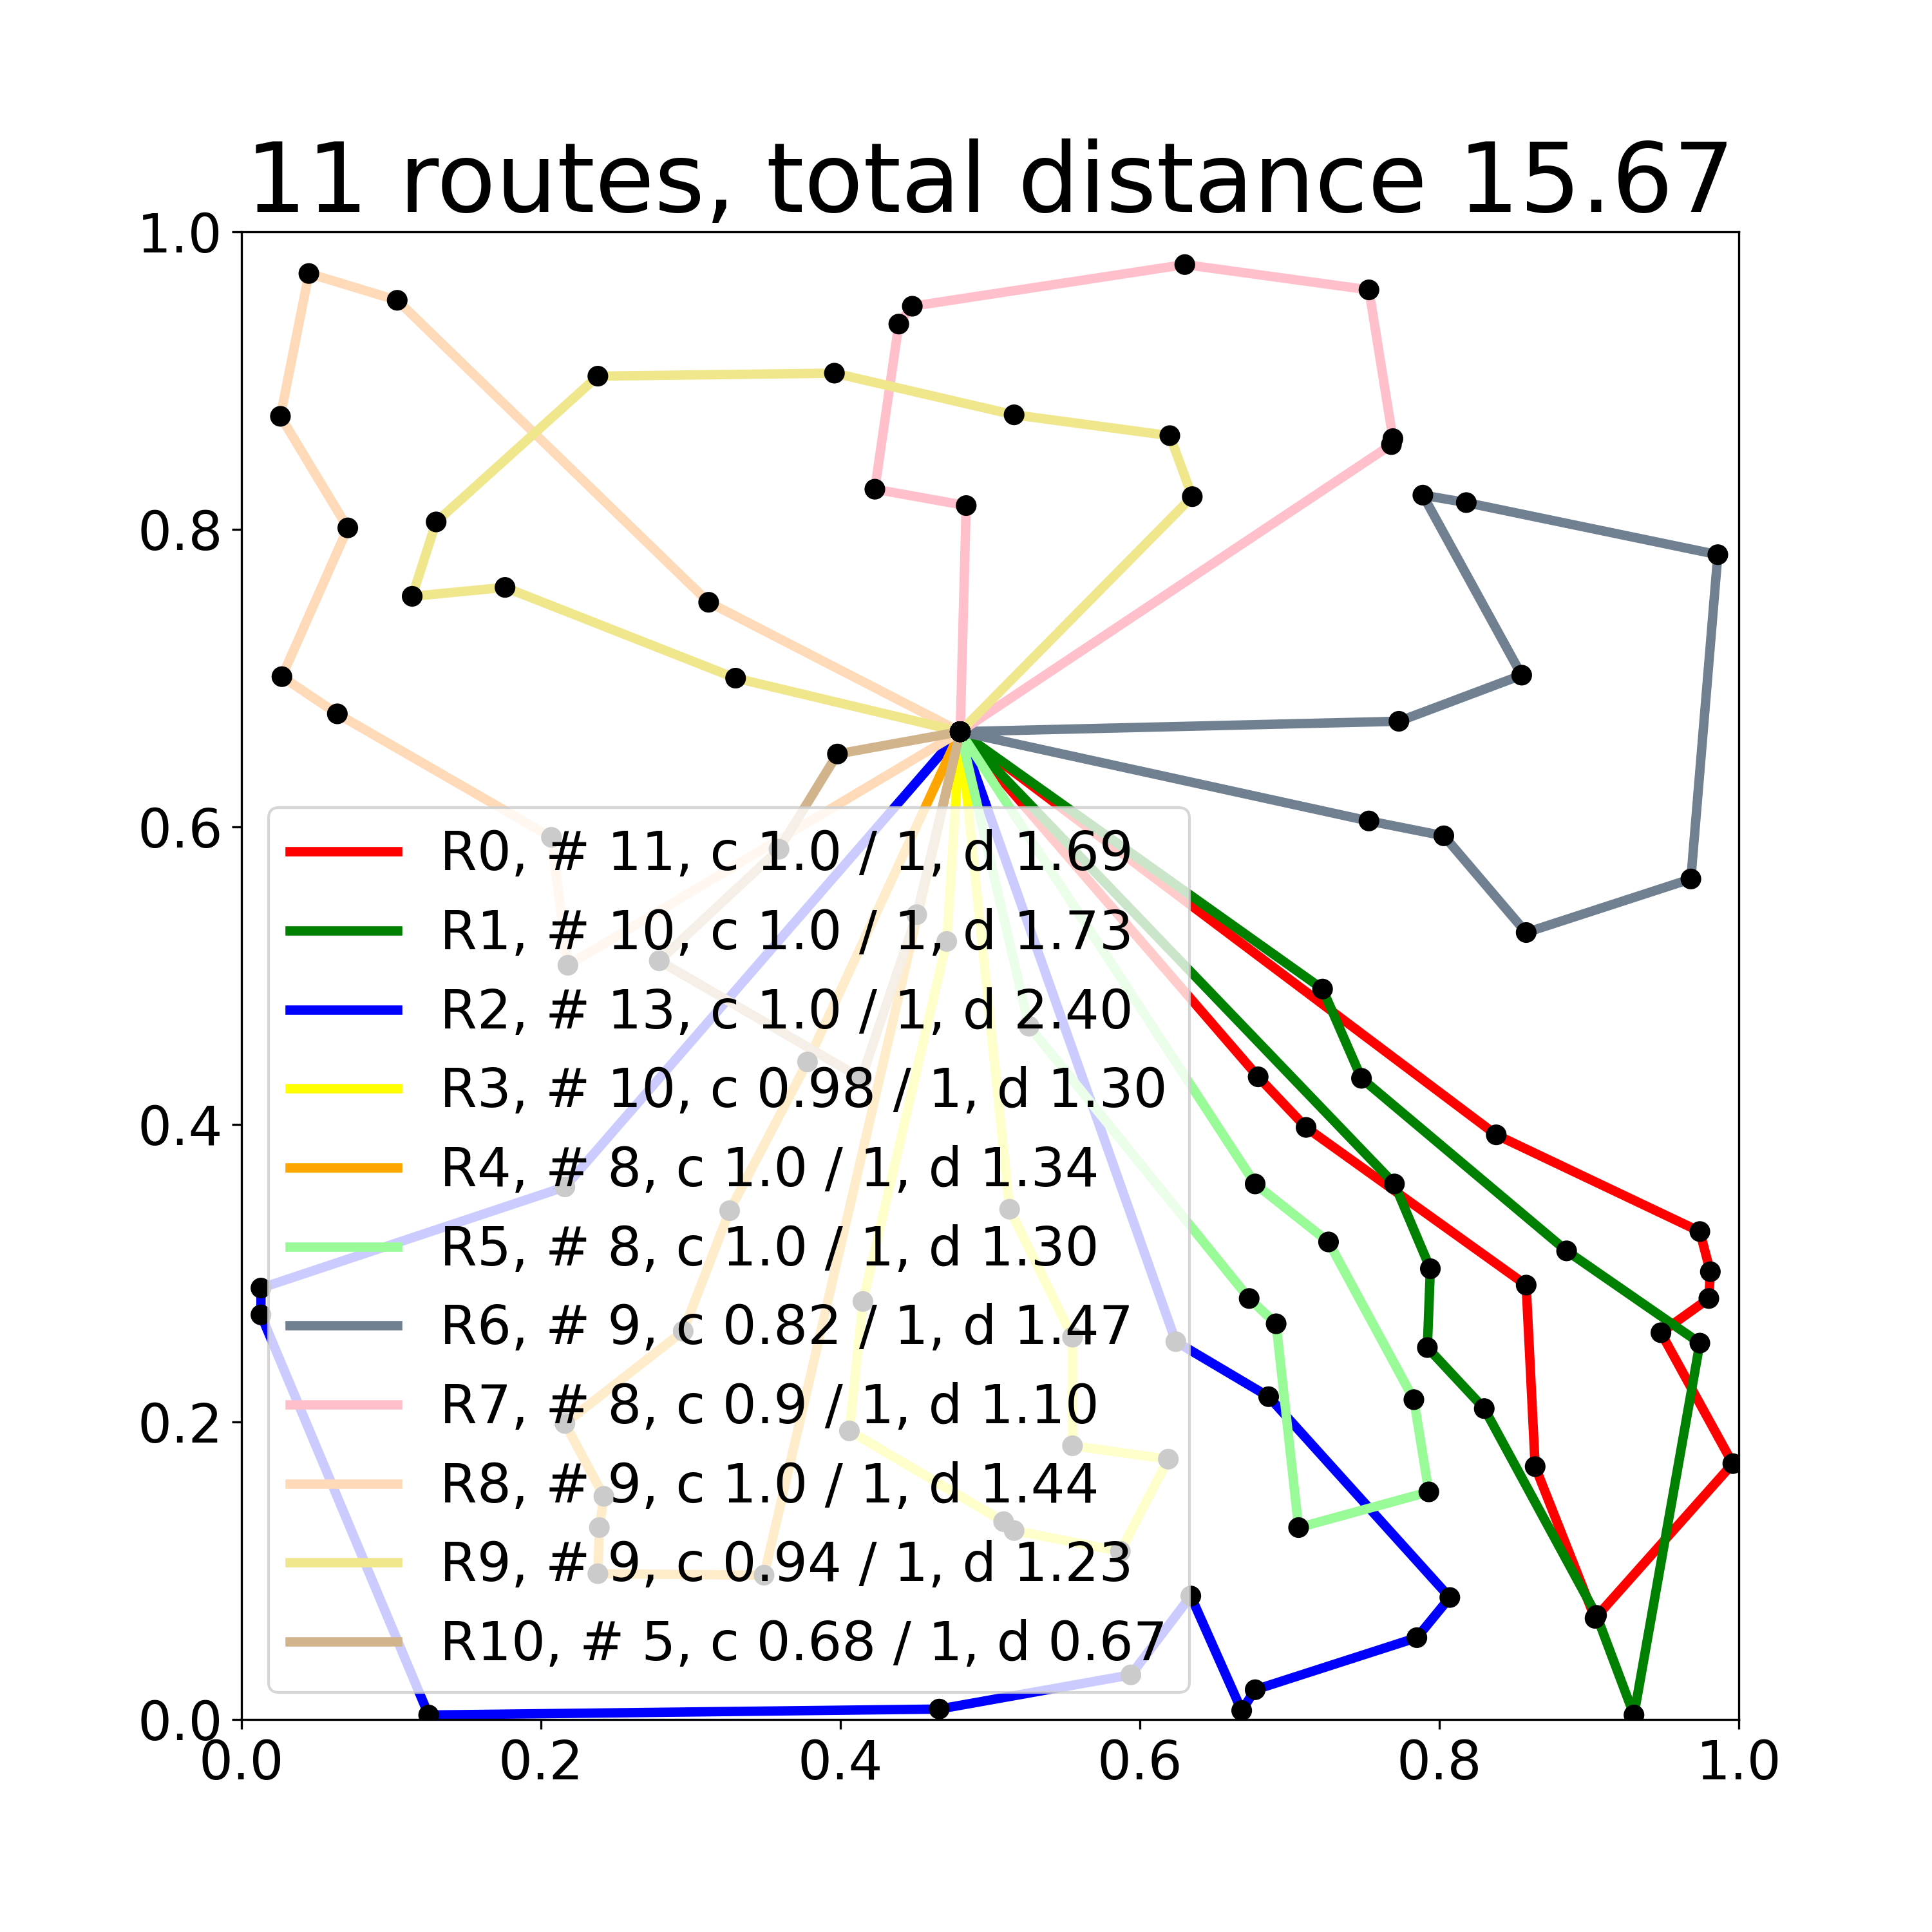 11 routes, total distance 15.67
1.0
0.8
0.6
0.4
0.2
0.0
R0, # 11, c 1.0 / 1, d 1.69
R1, # 10, c 1.0 / 1, d 1.73
R2, # 13, c 1.0 / 1, d 2.40
R3, # 10, c 0.98 / 1, d 1.30
R4, # 8, c 1.0 / 1, d 1.34
R5, # 8, c 1.0 / 1, d 1.30
R6, # 9, c 0.82 / 1, d 1.47
R7, # 8, c 0.9 / 1, d 1.10
R8, # 9, c 1.0 / 1, d 1.44
R9, # 9, c 0.94 / 1, d 1.23
R10, # 5, c 0.68 / 1, d 0.67
0.0 0.2 0.4 0.6 0.8 1.0